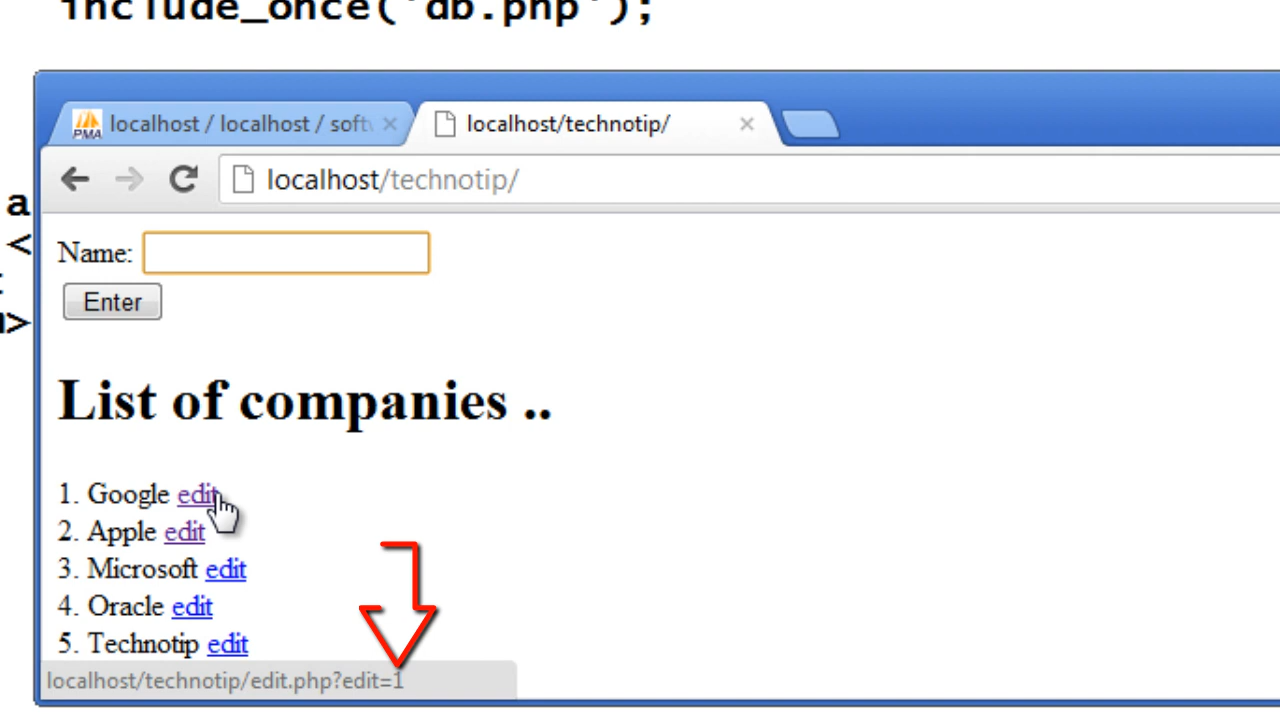 include_once('db.php');
PMA localhost / localhost / soft
localhost/technotip/
localhost/technotip/
a
<
Name:
>
Enter
List of companies ..
1. Google edit
2. Apple edit
3. Microsoft edit
4. Oracle edit
5. Technotip edit
localhost/technotip/edit.php?edit=1